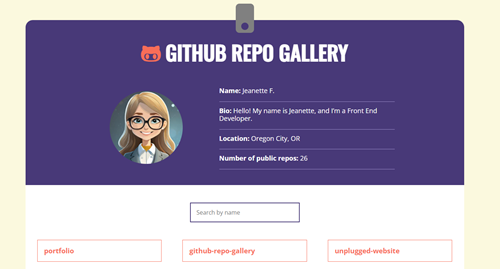 GITHUB REPO GALLERY
Name: Jeanette F.
Bio: Hello! My name is Jeanette, and I'm a Front End
Developer.
Location: Oregon City, OR
Number of public repos: 26
Search by name
portfolio
github-repo-gallery
unplugged-website